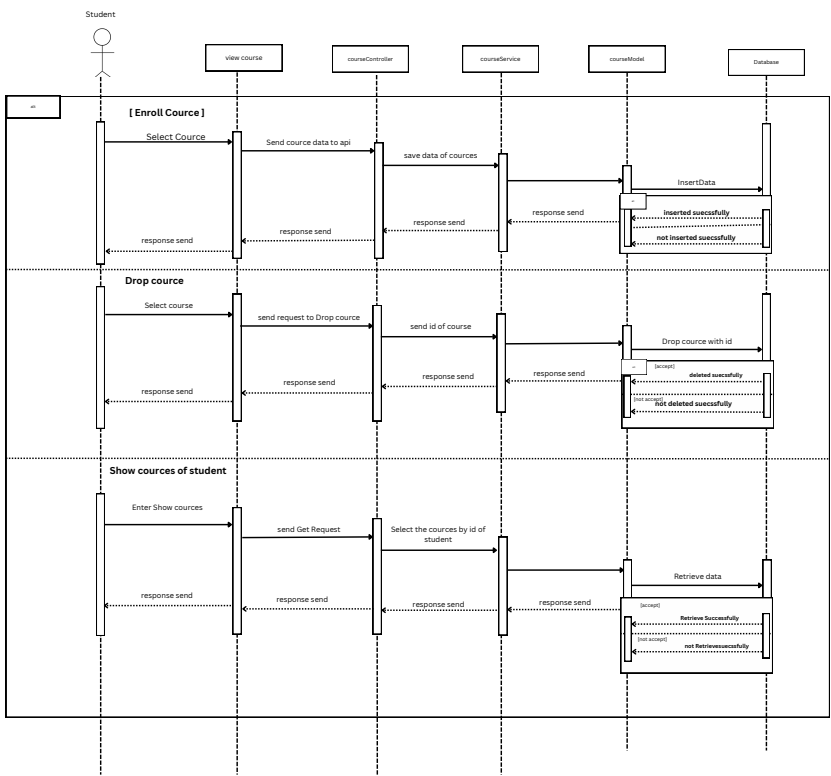 Student
view course
courseController
courseService
courseModel
Database
alt
[ Enroll Cource ]
Select Cource
Send cource data to api
save data of cources
InsertData
inserted suecssfully
not inserted suecssfully
response send
response send
response send
response send
Drop cource
Select course
send request to Drop cource
send id of course
Drop cource with id
[accept]
deleted suecassfully
[not accept]
not deleted suecssfully
response send
response send
response send
response send
Show cources of student
Enter Show cources
send Get Request
Select the cources by id of
student
Retrieve data
[accept]
Retrieve Successfully
[not accept]
not Retrievesuecssfully
response send
response send
response send
response send